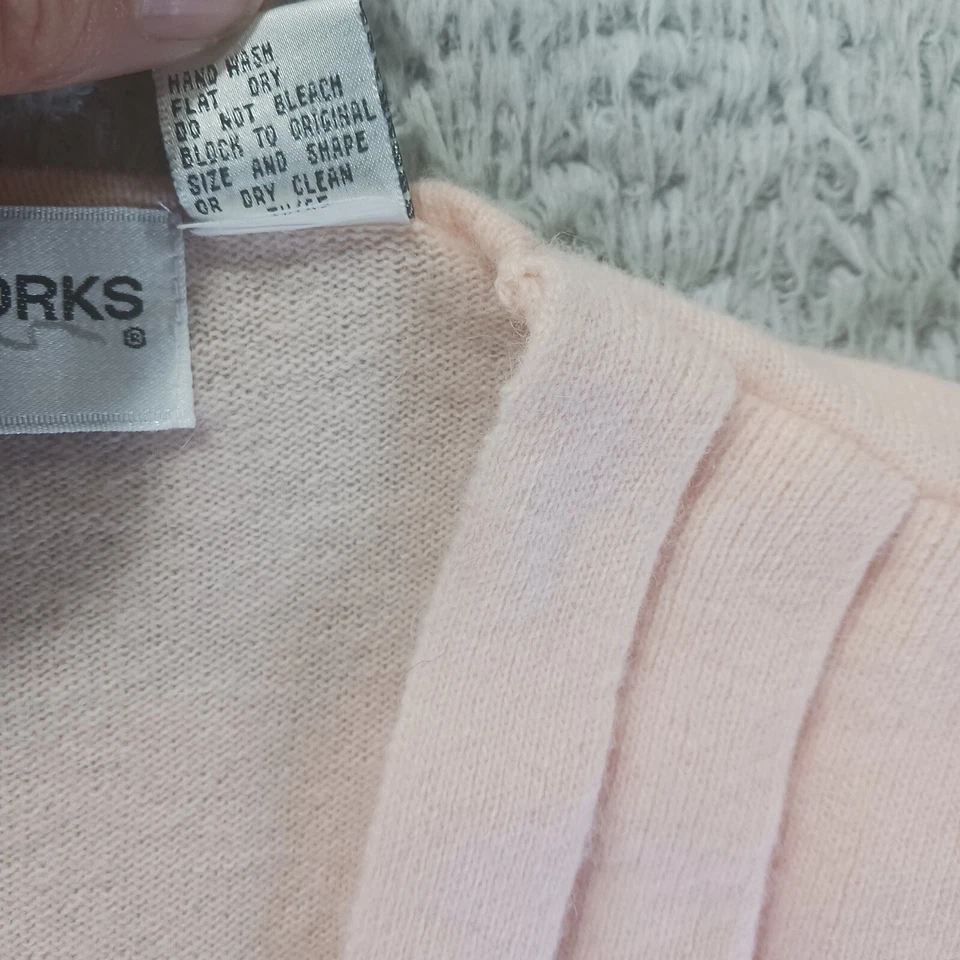 HAND WASH
FLAT DRY
DO NOT BLEACH
BLOCK TO ORIGINAL
SIZE AND SHAPE
OR DRY CLEAN
ORKS
®